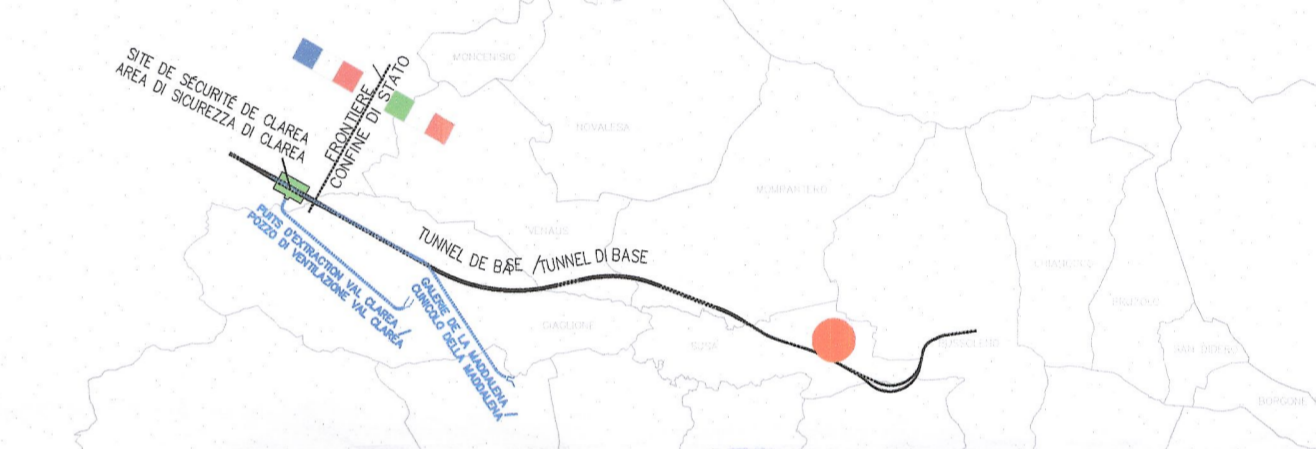 SITE DE SÉCURITÉ DE CLAREA
AREA DI SICUREZZA DI CLAREA
FRONTIERE /
CONFINE DI STATO
MONCENISIO
NOVALESA
MOMPANTERO
VENAUS
TUNNEL DE BASE /TUNNEL DI BASE
PUITS D'EXTRACTION VAL CLAREA /
POZZO DI VENTILAZIONE VAL CLAREA
GALERIE DE LA MADDALENA /
CUNICOLO DELLA MADDALENA
GIAGLIONE
SUSA
BUSSOLENO
BRUZOLO
SAN DIDERO
BORGONE